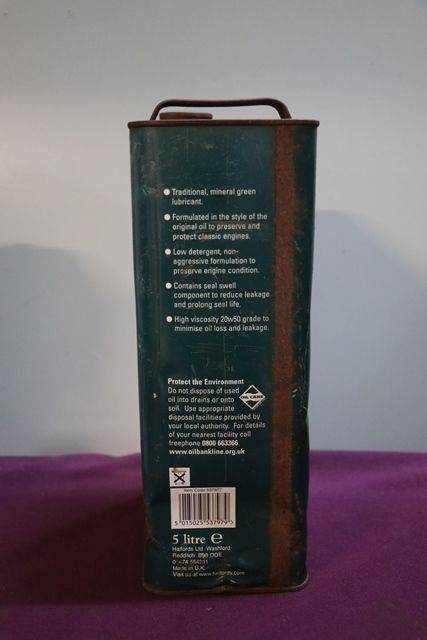 ● Traditional, mineral green
lubricant.
● Formulated in the style of the
original oil to preserve and
protect classic engines.
● Low detergent, non-
aggressive formulation to
preserve engine condition.
● Contains seal swell
component to reduce leakage
and prolong seal life.
● High viscosity 20w50 grade to
minimise oil loss and leakage.
Protect the Environment
Do not dispose of used
oil into drains or onto
soil. Use appropriate
disposal facilities provided by
your local authority. For details
of your nearest facility call
freephone 0800 663366.
www.oilbankline.org.uk
OIL CARE
Item Code 537977
5 015025 537979 >
5 litre e
Halfords Ltd Washford
Redditch B98 0DE
Made in U.K.
Visit us at www.halfords.com